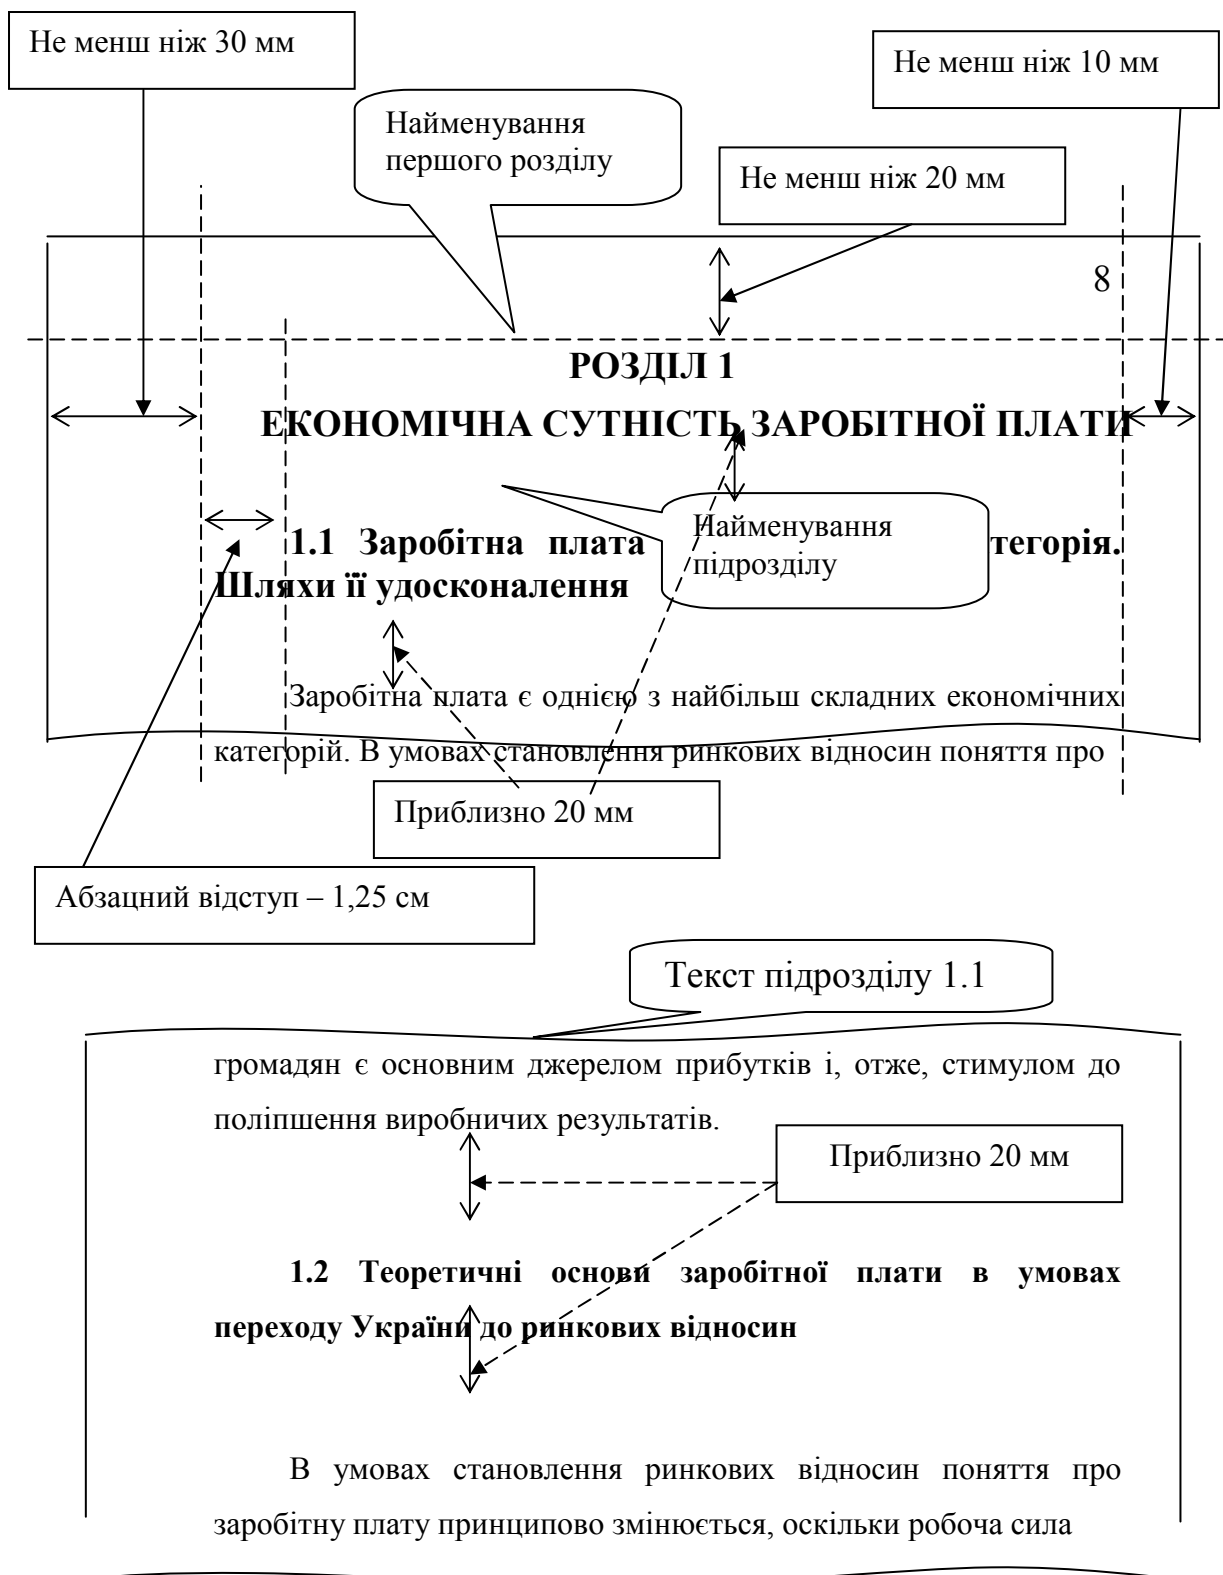 Не менш ніж 30 мм
Не менш ніж 10 мм
Найменування
першого розділу
Не менш ніж 20 мм
8
РОЗДІЛ 1
ЕКОНОМІЧНА СУТНІСТЬ ЗАРОБІТНОЇ ПЛАТИ
Найменування
підрозділу
1.1 Заробітна плата тегорія.
Шляхи її удосконалення
Заробітна плата є однією з найбільш складних економічних
категорій. В умовах становлення ринкових відносин поняття про
Приблизно 20 мм
Абзацний відступ – 1,25 см
Текст підрозділу 1.1
громадян є основним джерелом прибутків і, отже, стимулом до
поліпшення виробничих результатів.
Приблизно 20 мм
1.2 Теоретичні основи заробітної плати в умовах
переходу України до ринкових відносин
В умовах становлення ринкових відносин поняття про
заробітну плату принципово змінюється, оскільки робоча сила